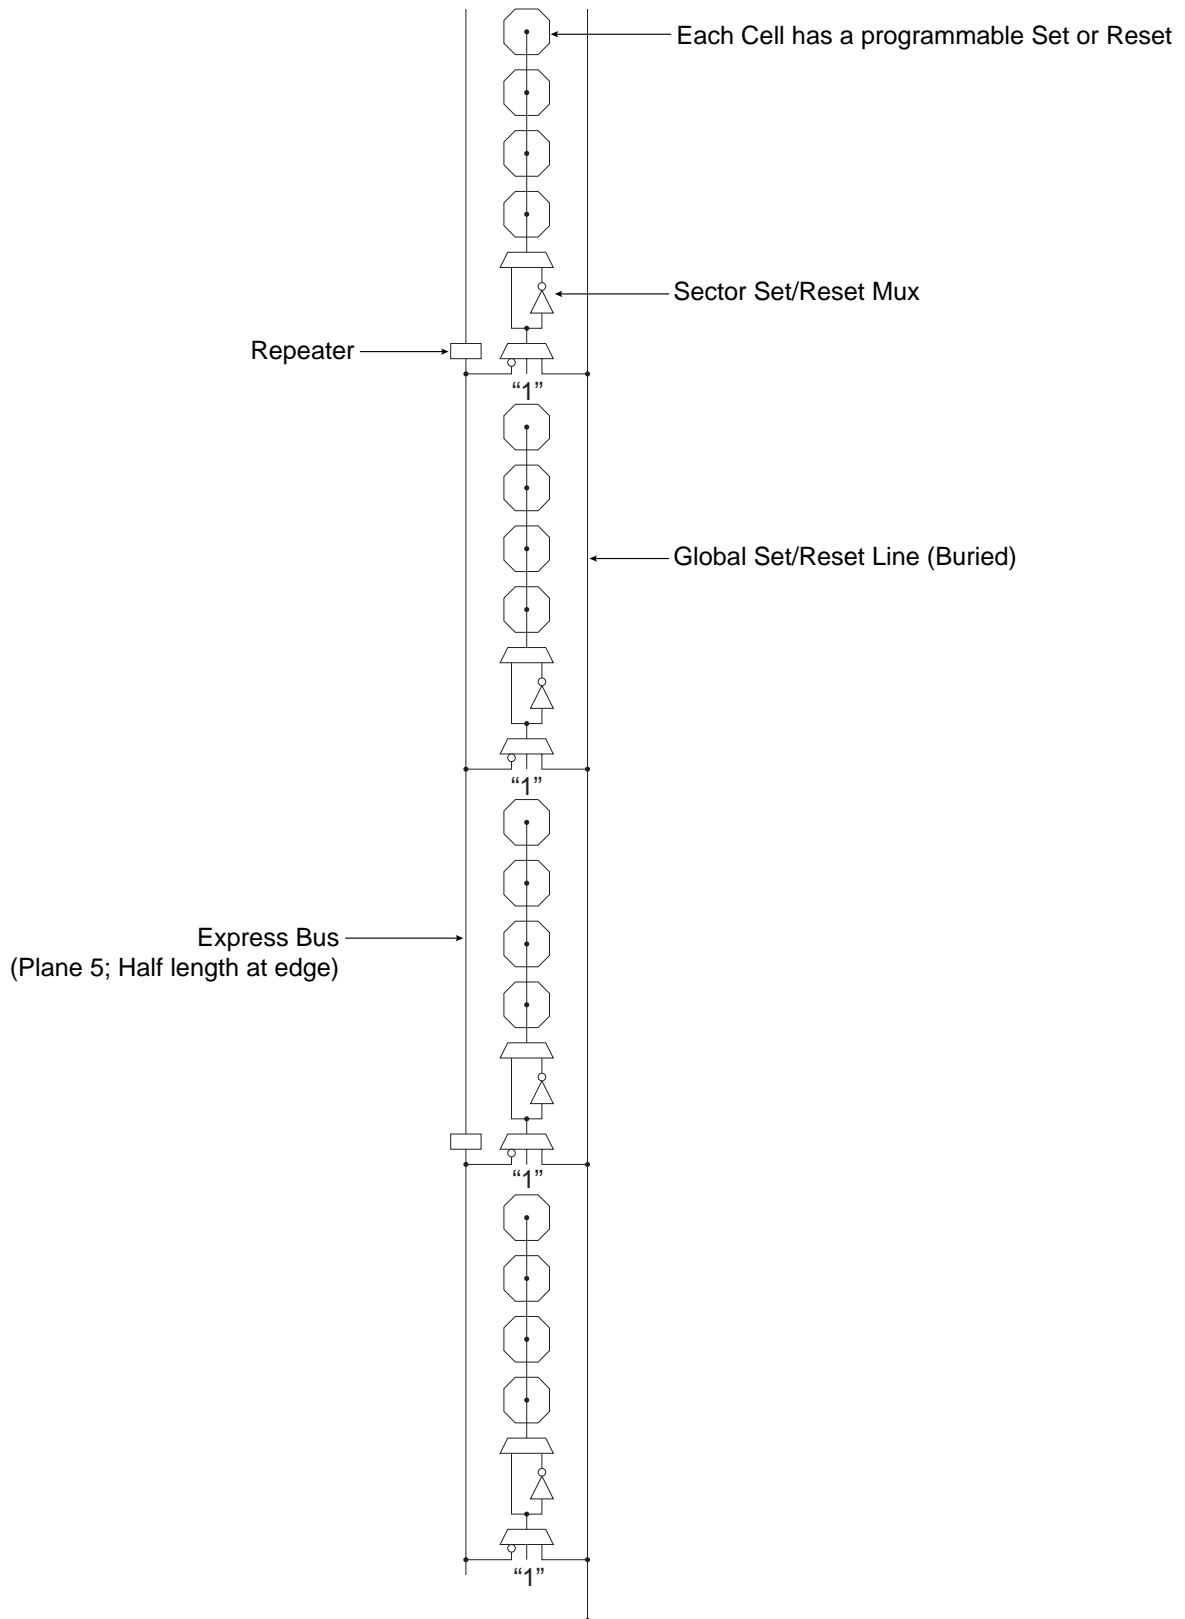 Each Cell has a programmable Set or Reset
Sector Set/Reset Mux
Repeater
“1”
Global Set/Reset Line (Buried)
“1”
Express Bus
(Plane 5; Half length at edge)
“1”
“1”